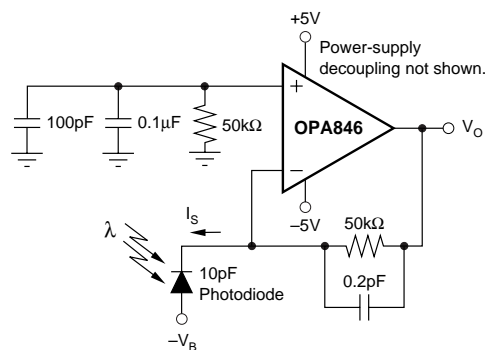 +5V
Power-supply
decoupling not shown.
+
OPA846
−
V_O
100pF
0.1µF
50kΩ
−5V
I_S
50kΩ
λ
0.2pF
10pF
Photodiode
−V_B